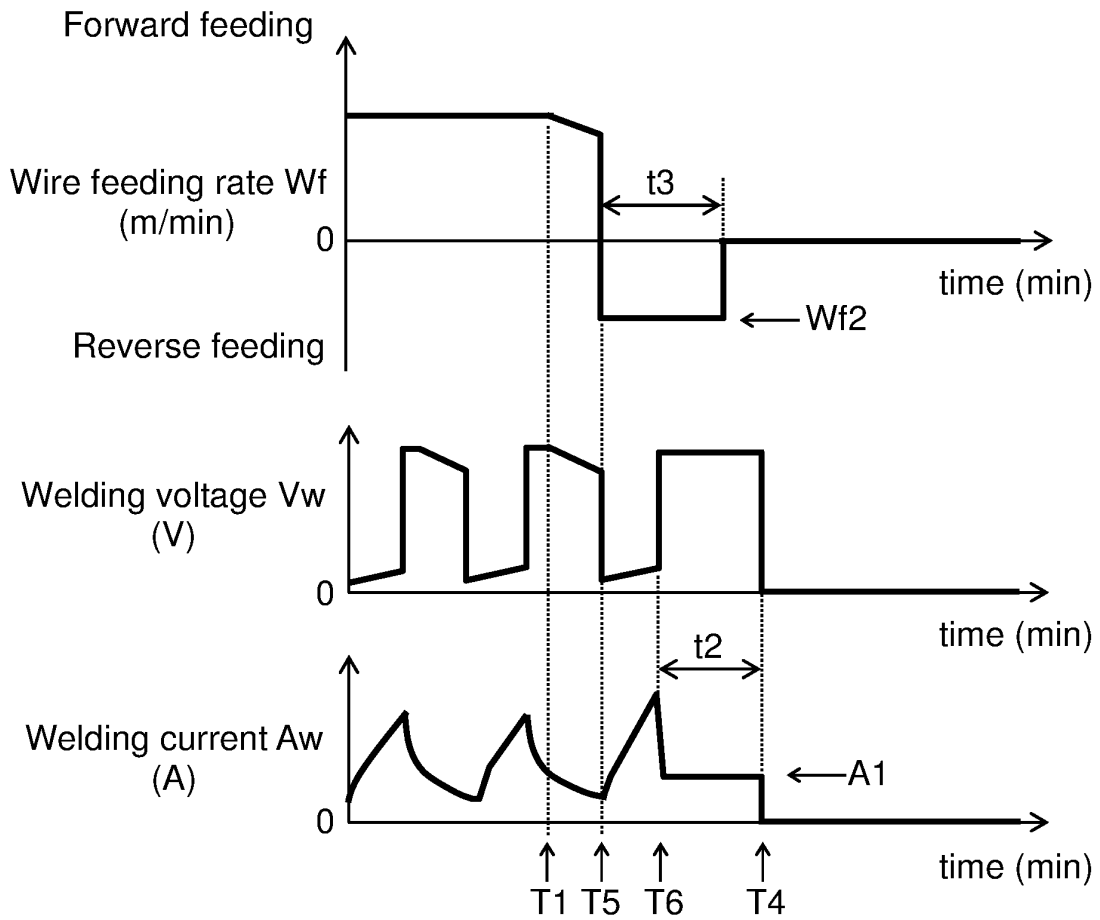 Forward feeding
Wire feeding rate Wf
(m/min)
t3
0
time (min)
Wf2
Reverse feeding
Welding voltage Vw
(V)
0
time (min)
t2
Welding current Aw
(A)
A1
0
time (min)
T1 T5 T6 T4